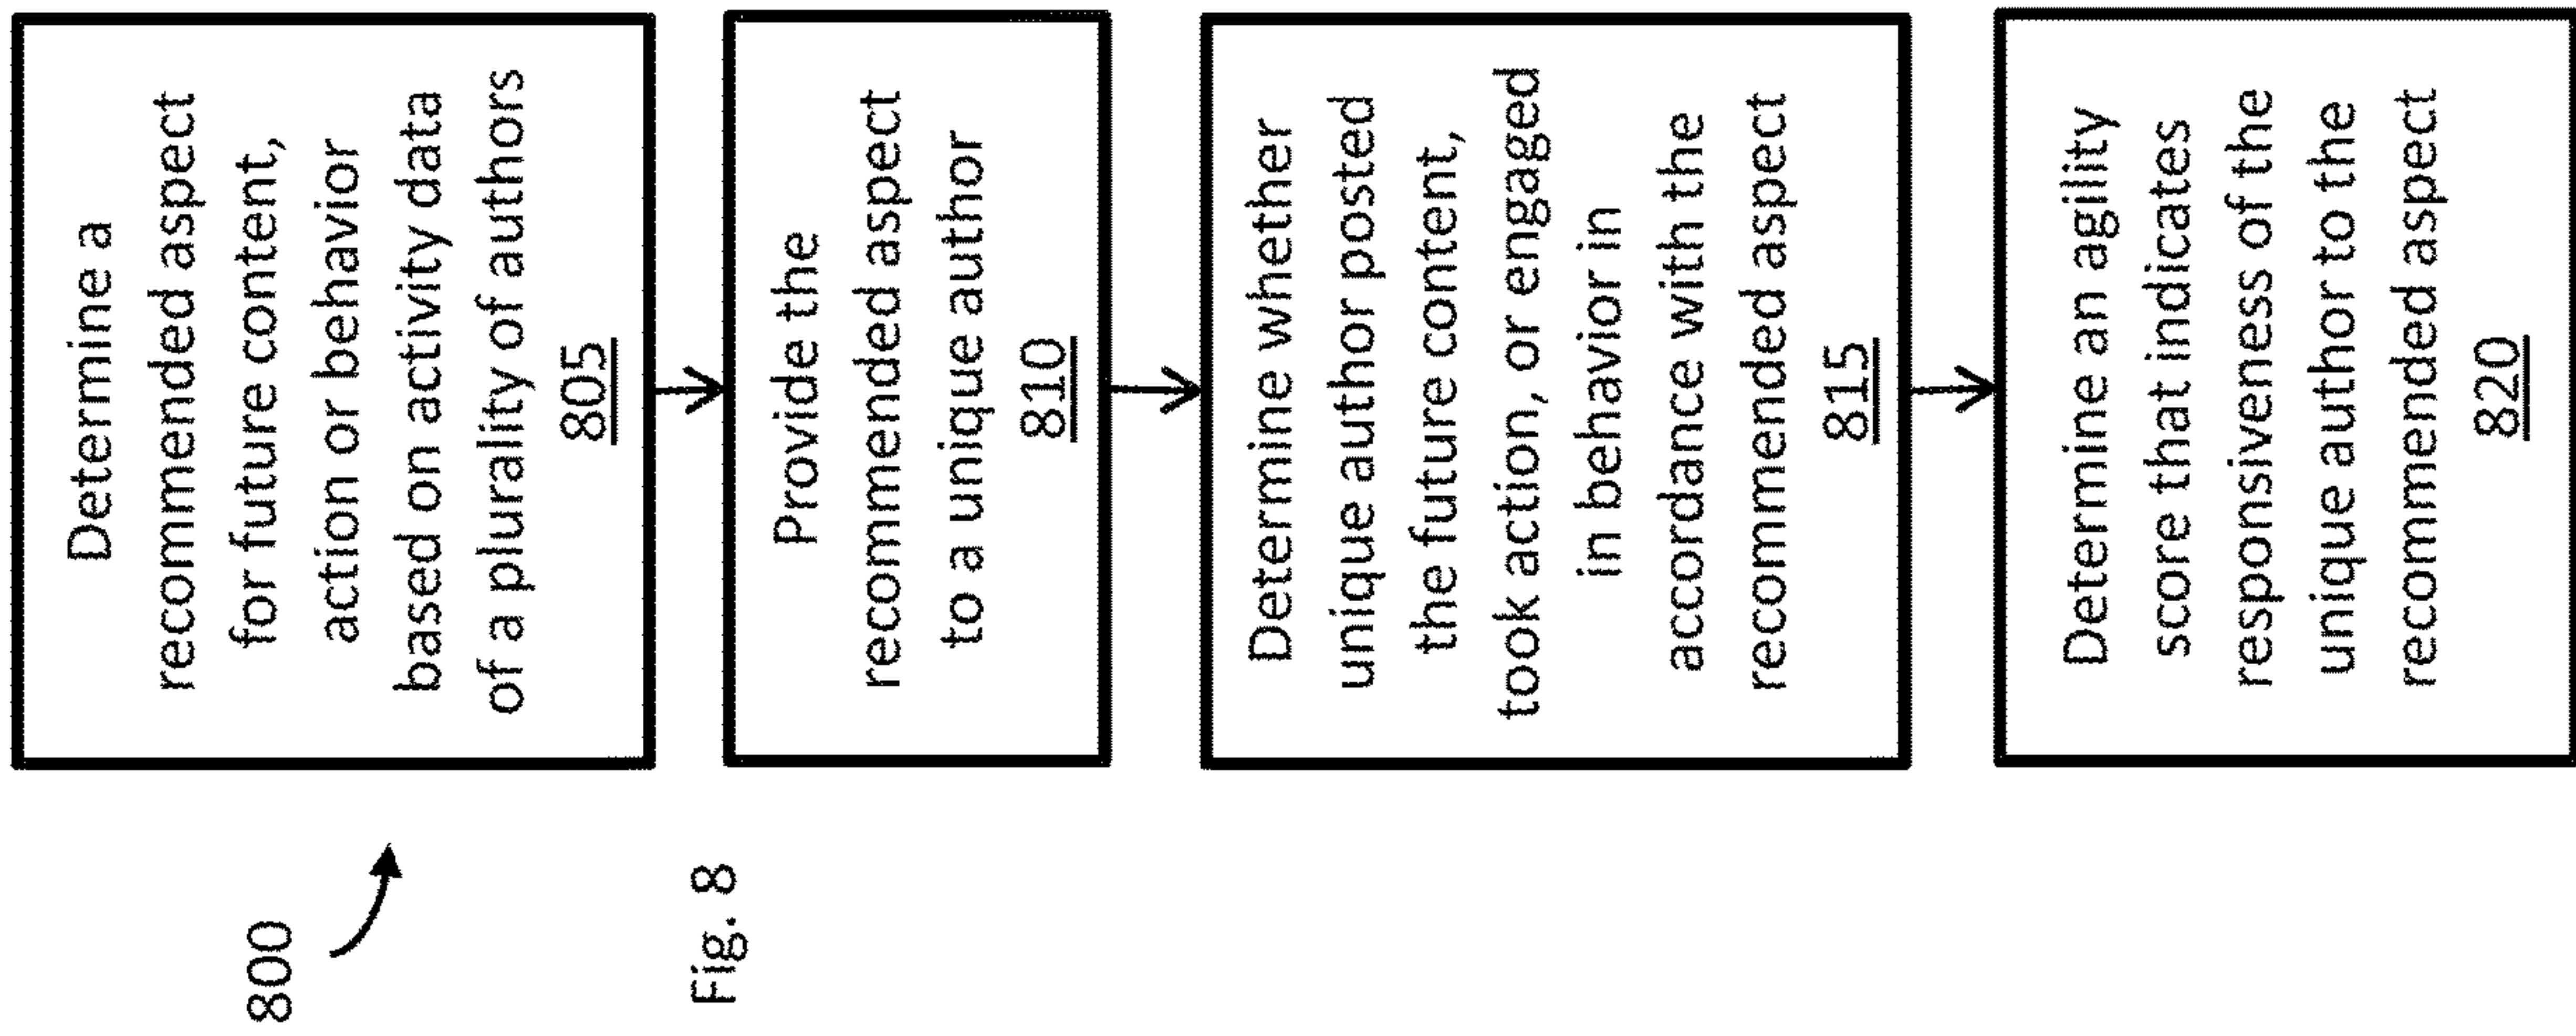 800
Determine a
recommended aspect
for future content,
action or behavior
based on activity data
of a plurality of authors
805
Provide the
recommended aspect
to a unique author
810
Determine whether
unique author posted
the future content,
took action, or engaged
in behavior in
accordance with the
recommended aspect
815
Determine an agility
score that indicates
responsiveness of the
unique author to the
recommended aspect
820
Fig. 8